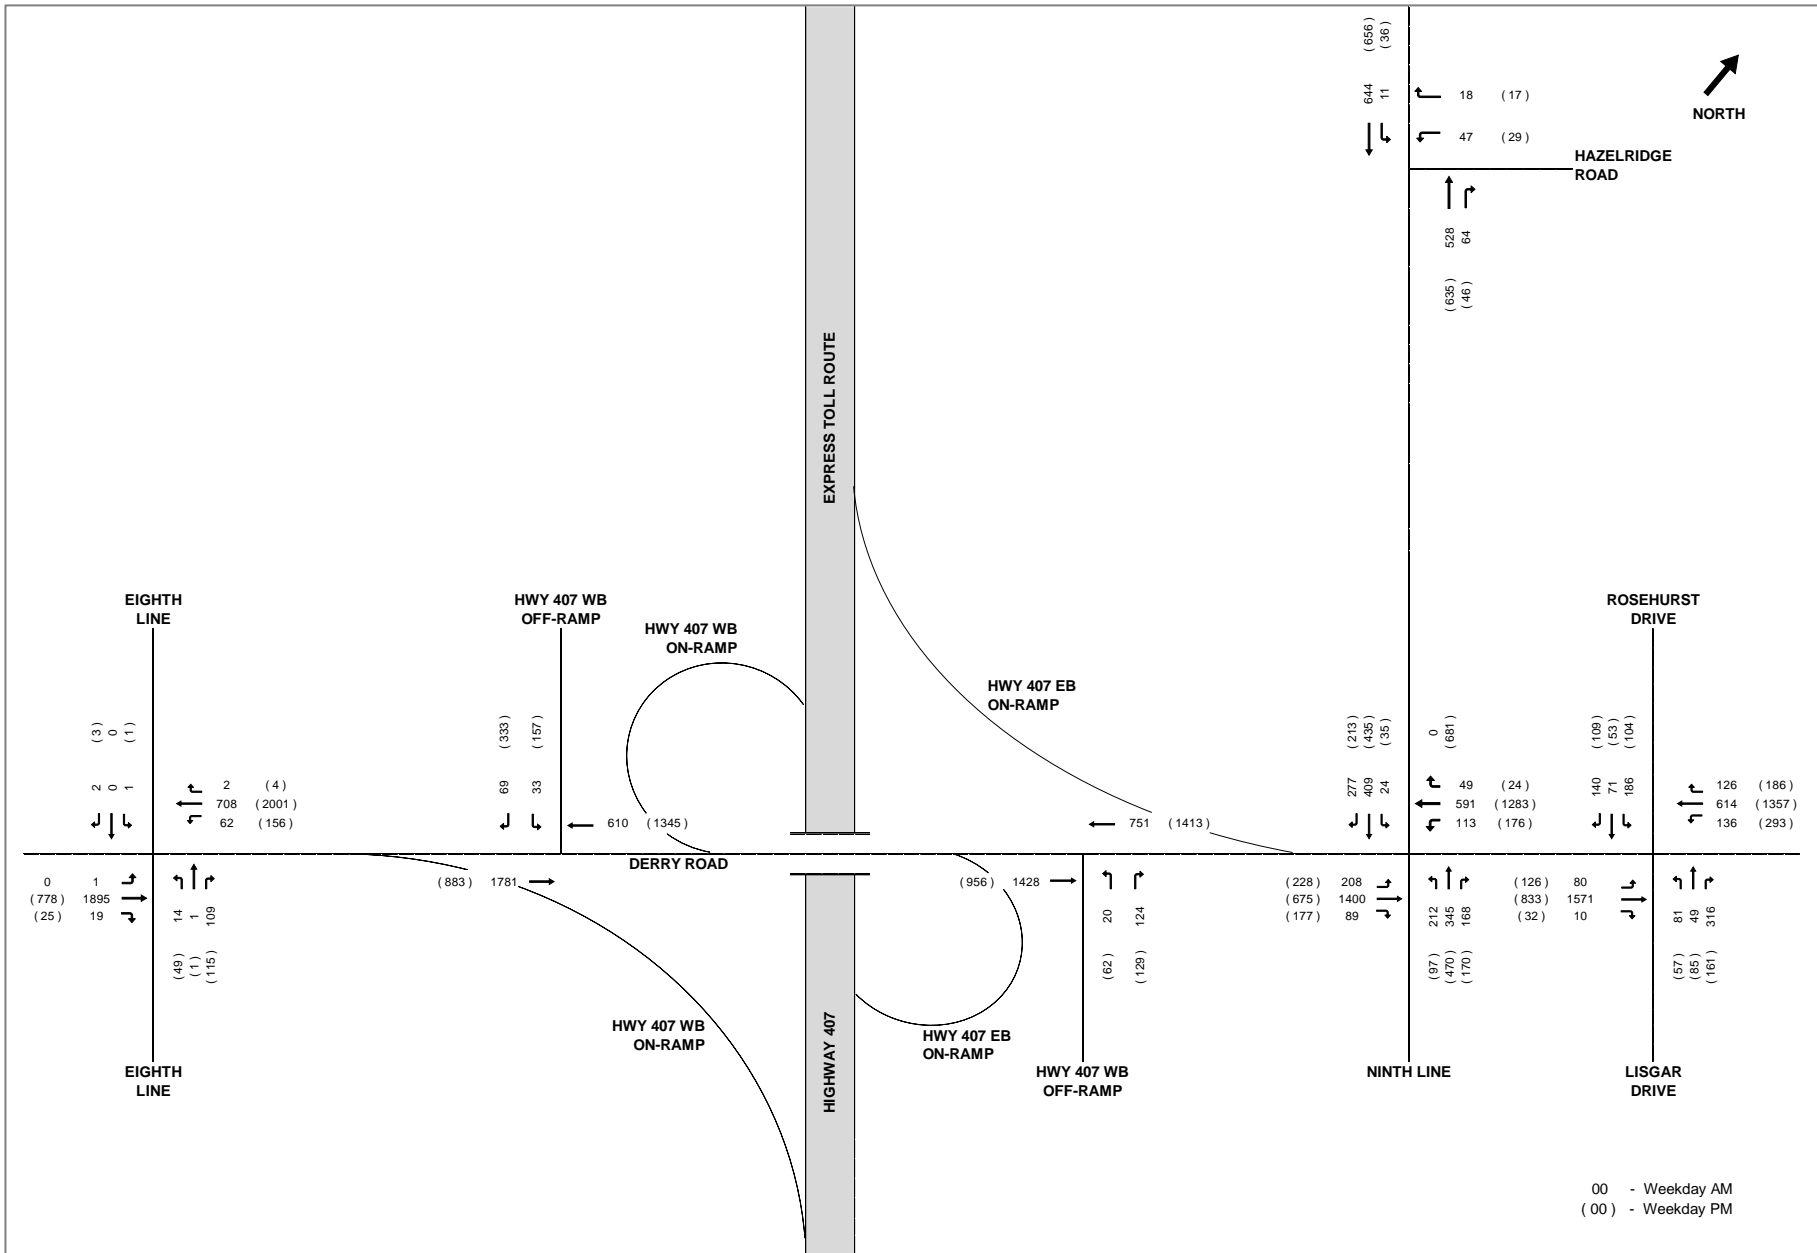 ( 656 )
( 36 )
644
11
18 ( 17 )
47 ( 29 )
NORTH
HAZELRIDGE
ROAD
528
64
( 635 )
( 46 )
EXPRESS TOLL ROUTE
EIGHTH
LINE
HWY 407 WB
OFF-RAMP
HWY 407 WB
ON-RAMP
HWY 407 EB
ON-RAMP
ROSEHURST
DRIVE
( 3 )
0
( 1 )
2
0
1
2 ( 4 )
708 ( 2001 )
62 ( 156 )
( 333 )
( 157 )
69
33
610 ( 1345 )
751 ( 1413 )
( 213 )
( 435 )
( 35 )
277
409
24
0
( 681 )
49 ( 24 )
591 ( 1283 )
113 ( 176 )
( 109 )
( 53 )
( 104 )
140
71
186
126 ( 186 )
614 ( 1357 )
136 ( 293 )
DERRY ROAD
0 1
( 778 ) 1895
( 25 ) 19
14
1
109
( 49 )
( 1 )
( 115 )
( 883 ) 1781
( 956 ) 1428
20
124
( 62 )
( 129 )
( 228 ) 208
( 675 ) 1400
( 177 ) 89
212
345
168
( 97 )
( 470 )
( 170 )
( 126 ) 80
( 833 ) 1571
( 32 ) 10
81
49
316
( 57 )
( 85 )
( 161 )
HWY 407 WB
ON-RAMP
HIGHWAY 407
HWY 407 EB
ON-RAMP
EIGHTH
LINE
HWY 407 WB
OFF-RAMP
NINTH LINE
LISGAR
DRIVE
00 - Weekday AM
( 00 ) - Weekday PM